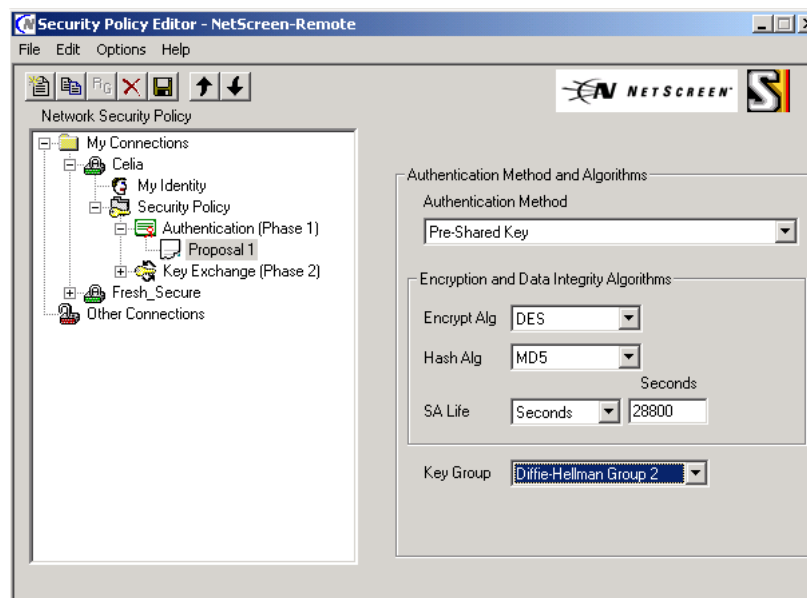 Security Policy Editor - NetScreen-Remote
File Edit Options Help
NETSCREEN
Network Security Policy
My Connections
Celia
My Identity
Security Policy
Authentication (Phase 1)
Proposal 1
Key Exchange (Phase 2)
Fresh_Secure
Other Connections
Authentication Method and Algorithms
Authentication Method
Pre-Shared Key
Encryption and Data Integrity Algorithms
Encrypt Alg DES
Hash Alg MD5
Seconds
SA Life Seconds 28800
Key Group Diffie-Hellman Group 2